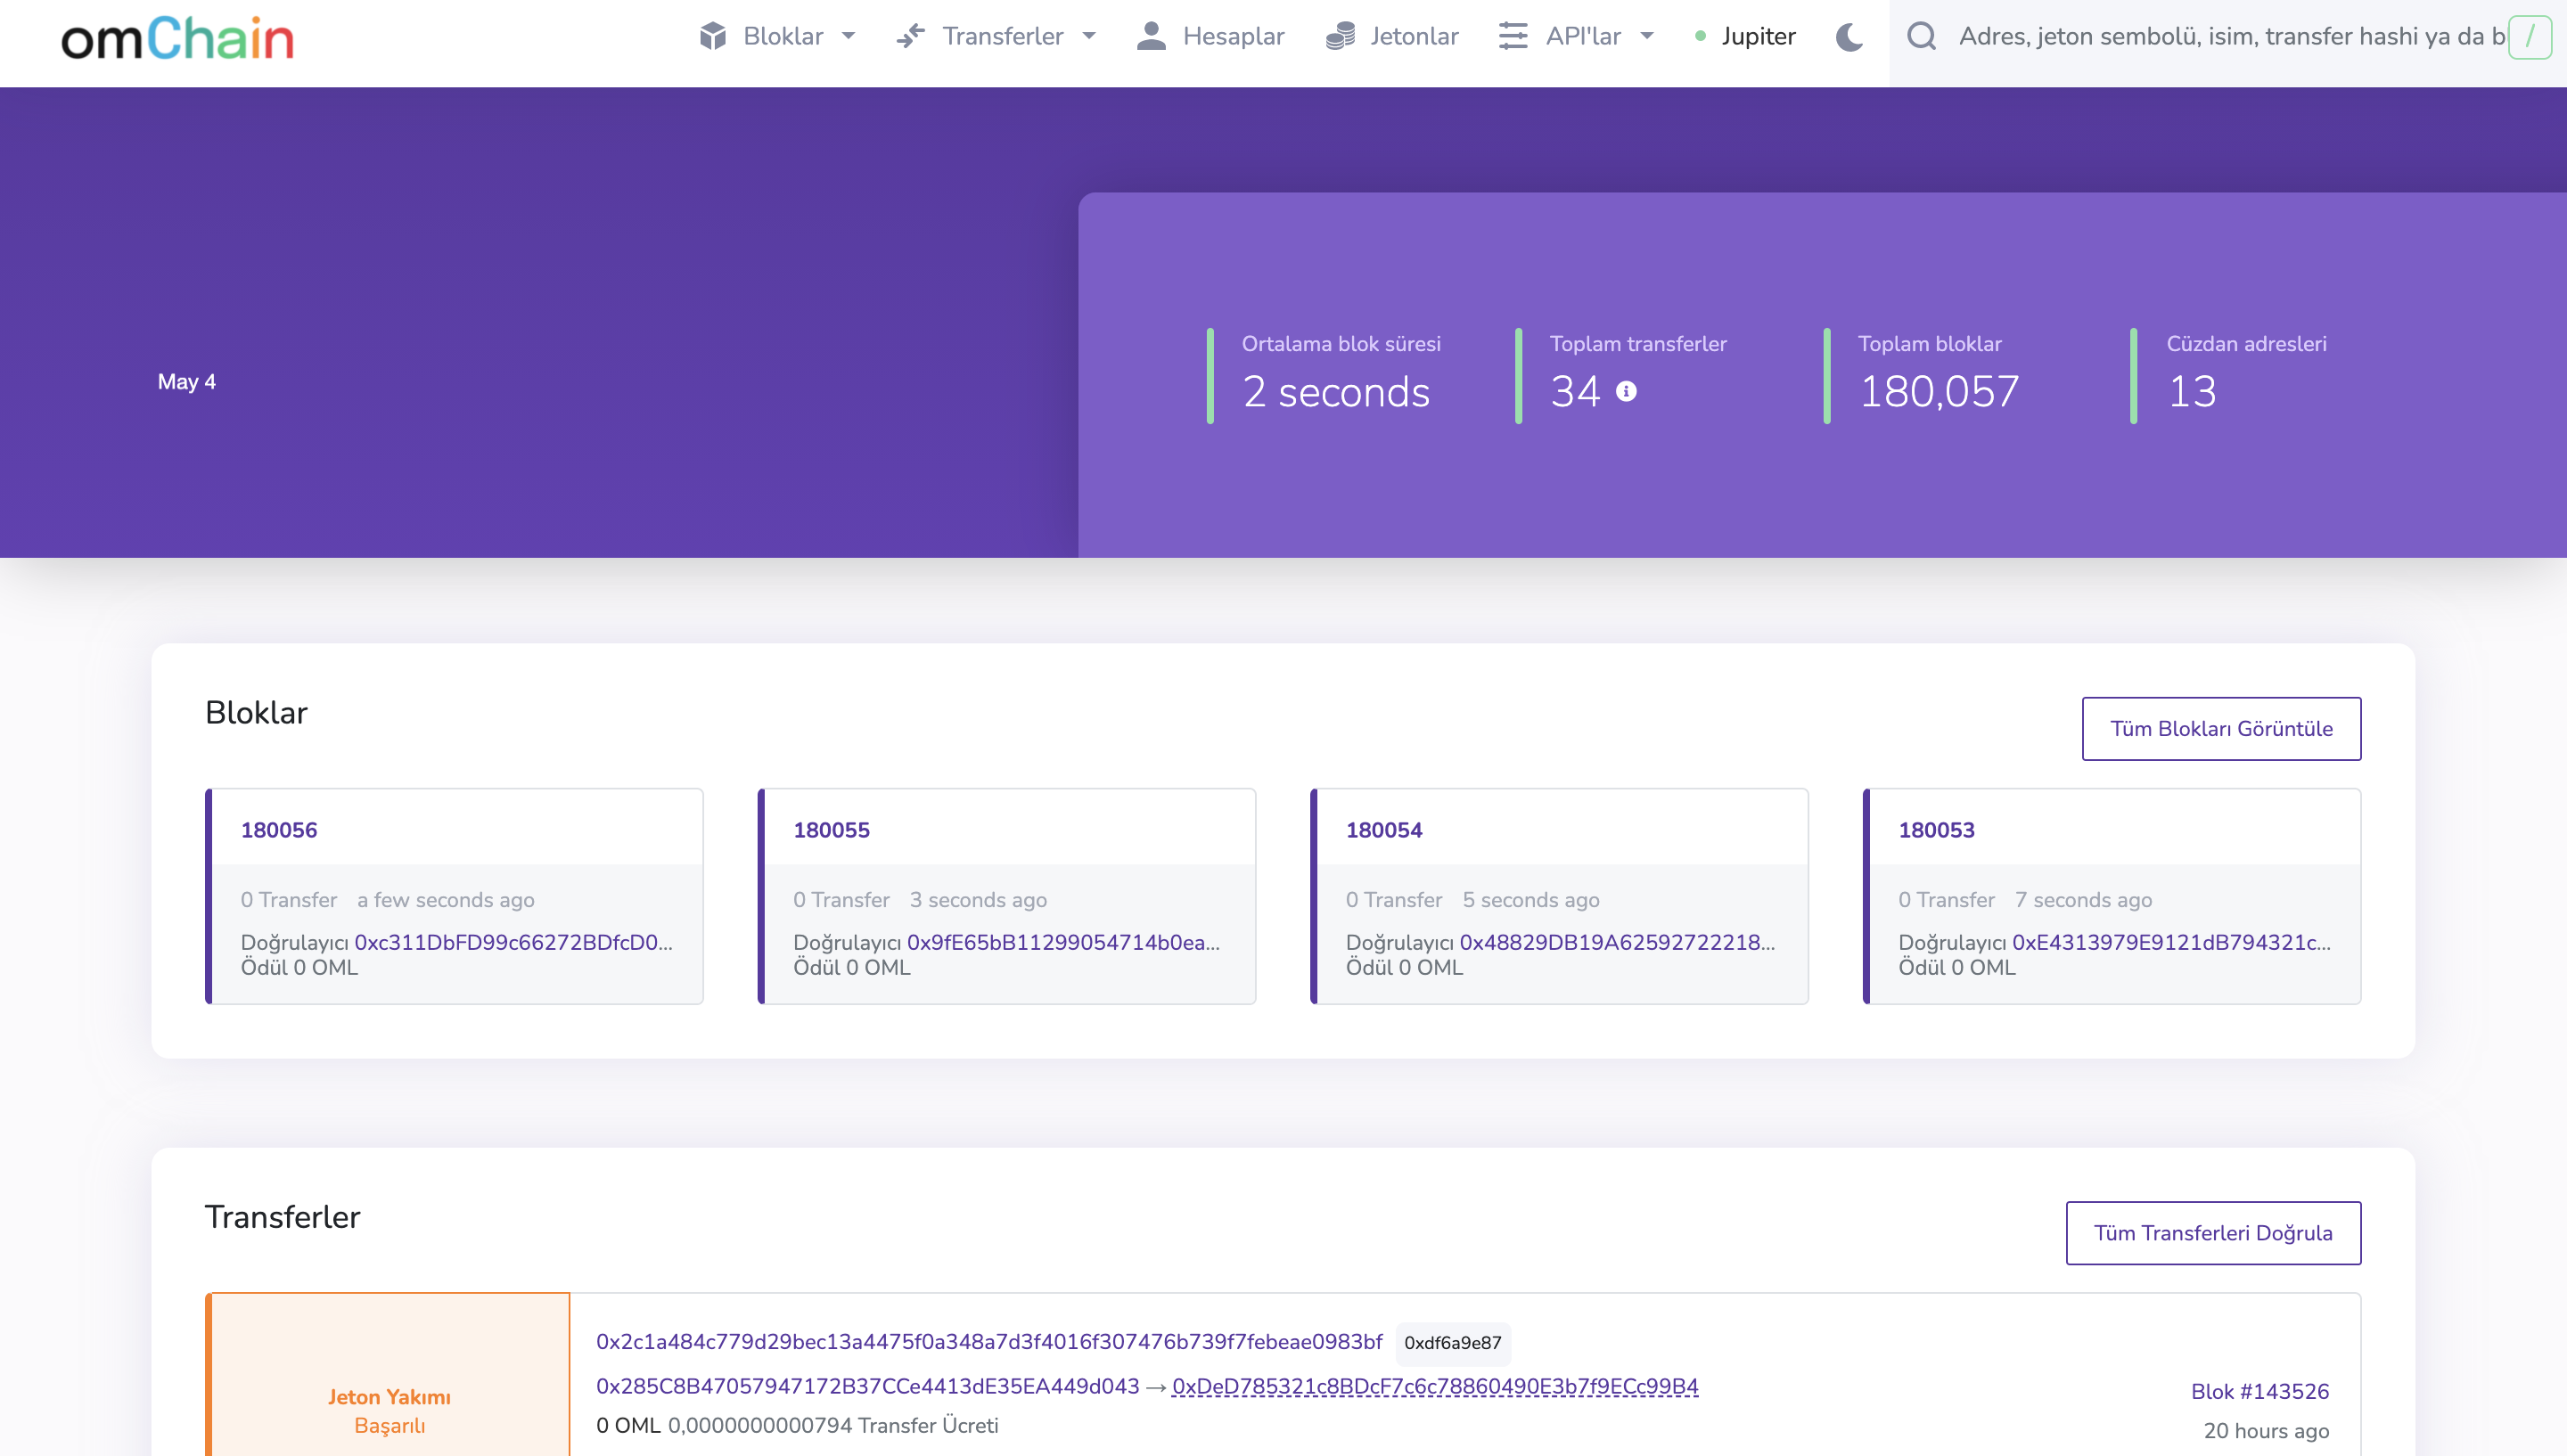 omChain
Bloklar
Transferler
Hesaplar
Jetonlar
API'lar
Jupiter
Adres, jeton sembolü, isim, transfer hashi ya da b
/
May 4
Ortalama blok süresi
2 seconds
Toplam transferler
34
Toplam bloklar
180,057
Cüzdan adresleri
13
Bloklar
Tüm Blokları Görüntüle
180056
0 Transfer a few seconds ago
Doğrulayıcı 0xc311DbFD99c66272BDfcD0...
Ödül 0 OML
180055
0 Transfer 3 seconds ago
Doğrulayıcı 0x9fE65bB11299054714b0ea...
Ödül 0 OML
180054
0 Transfer 5 seconds ago
Doğrulayıcı 0x48829DB19A62592722218...
Ödül 0 OML
180053
0 Transfer 7 seconds ago
Doğrulayıcı 0xE4313979E9121dB794321c...
Ödül 0 OML
Transferler
Tüm Transferleri Doğrula
Jeton Yakımı
Başarılı
0x2c1a484c779d29bec13a4475f0a348a7d3f4016f307476b739f7febeae0983bf 0xdf6a9e87
0x285C8B47057947172B37CCe4413dE35EA449d043 → 0xDeD785321c8BDcF7c6c78860490E3b7f9ECc99B4
0 OML 0,0000000000794 Transfer Ücreti
Blok #143526
20 hours ago